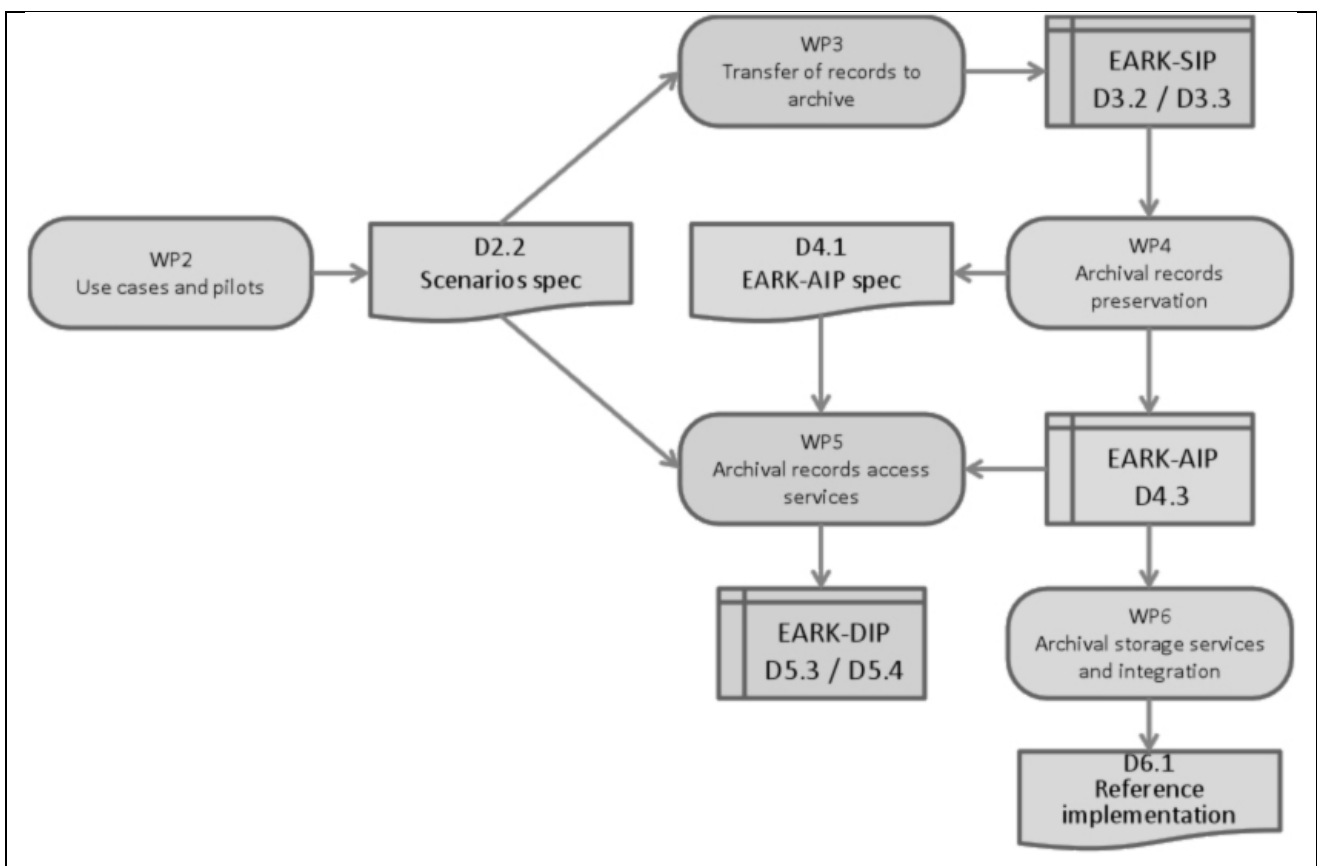 WP3
Transfer of records to
archive
EARK-SIP
D3.2 / D3.3
WP2
Use cases and pilots
D2.2
Scenarios spec
D4.1
EARK-AIP spec
WP4
Archival records
preservation
WP5
Archival records access
services
EARK-AIP
D4.3
EARK-DIP
D5.3 / D5.4
WP6
Archival storage services
and integration
D6.1
Reference
implementation